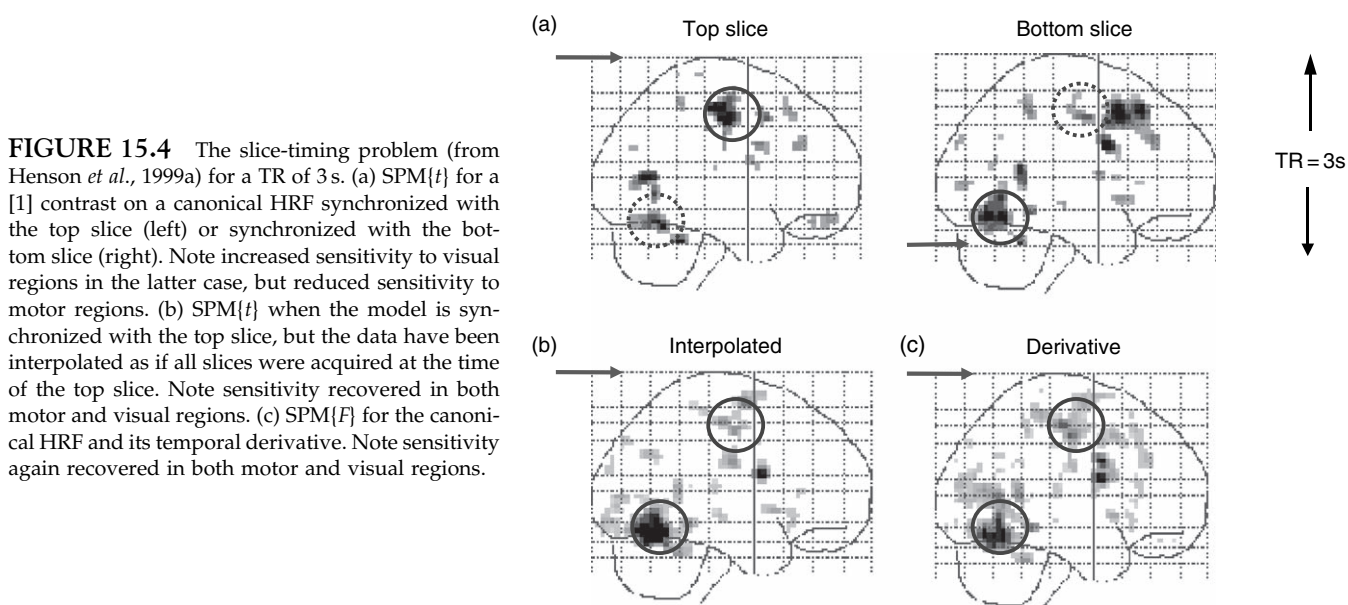 FIGURE 15.4 The slice-timing problem (from
Henson et al., 1999a) for a TR of 3 s. (a) SPM{t} for a
[1] contrast on a canonical HRF synchronized with
the top slice (left) or synchronized with the bot-
tom slice (right). Note increased sensitivity to visual
regions in the latter case, but reduced sensitivity to
motor regions. (b) SPM{t} when the model is syn-
chronized with the top slice, but the data have been
interpolated as if all slices were acquired at the time
of the top slice. Note sensitivity recovered in both
motor and visual regions. (c) SPM{F} for the canoni-
cal HRF and its temporal derivative. Note sensitivity
again recovered in both motor and visual regions.
(a)
Top slice
Bottom slice
TR = 3s
(b)
Interpolated
(c)
Derivative